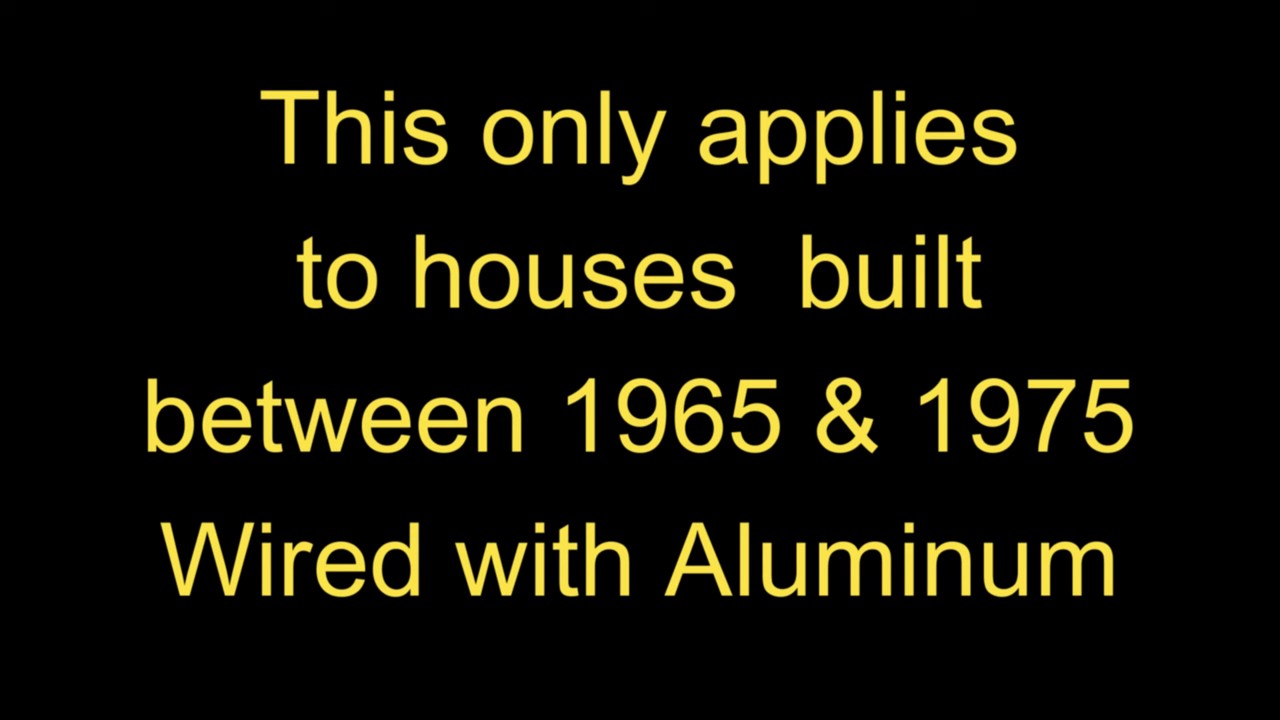 This only applies
to houses  built
between 1965 & 1975
Wired with Aluminum